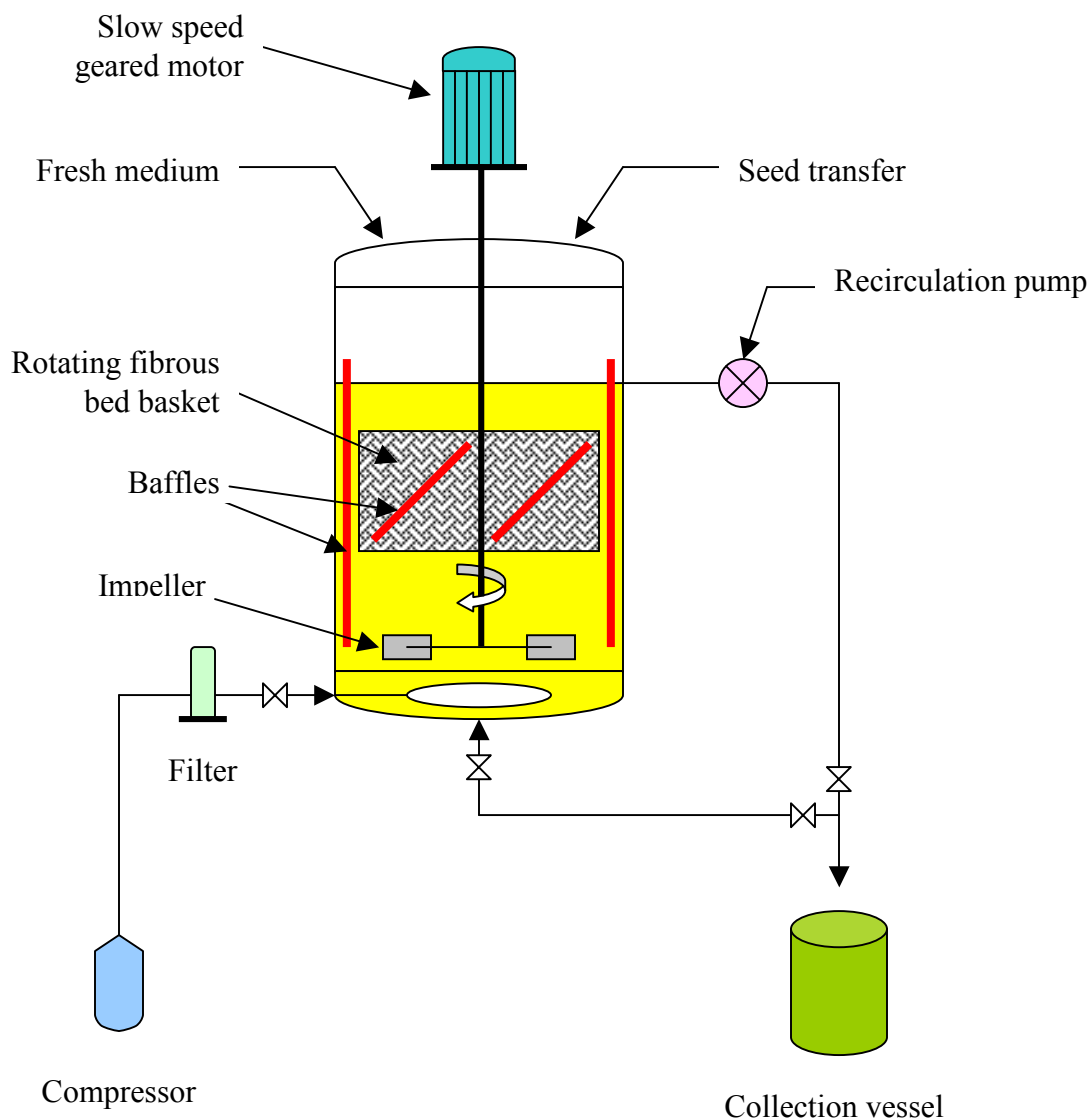 Slow speed
geared motor
Fresh medium
Seed transfer
Recirculation pump
Rotating fibrous
bed basket
Baffles
Impeller
Filter
Compressor
Collection vessel